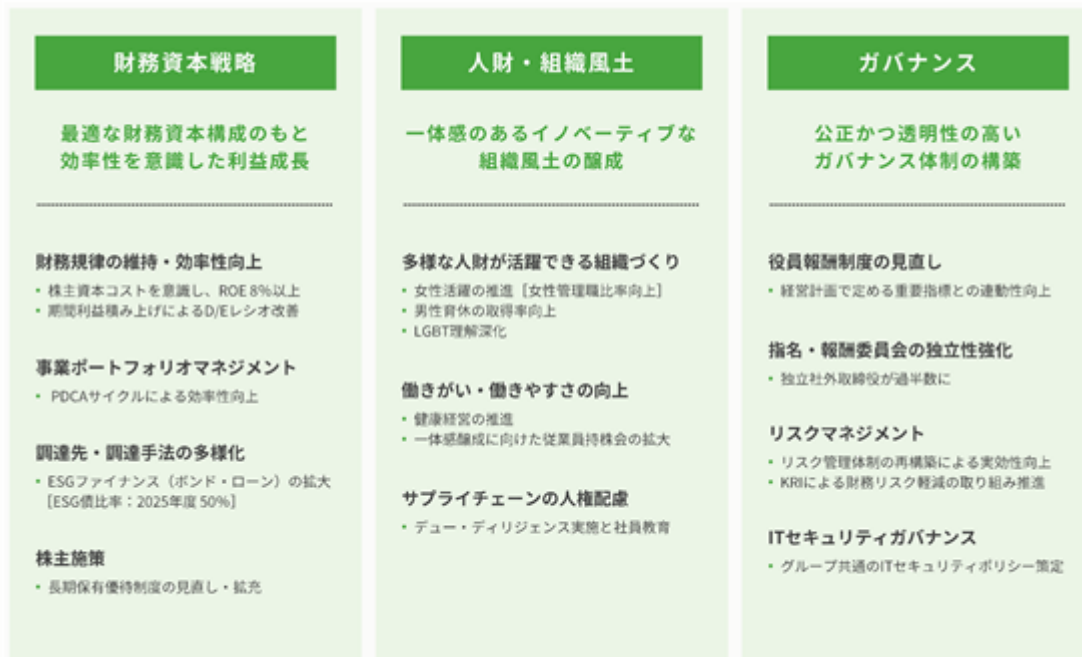 財務資本戦略
最適な財務資本構成のもと
効率性を意識した利益成長
財務規律の維持・効率性向上
• 株主資本コストを意識し、ROE 8%以上
• 期間利益積み上げによるD/Eレシオ改善
事業ポートフォリオマネジメント
• PDCAサイクルによる効率性向上
調達先・調達手法の多様化
• ESGファイナンス（ボンド・ローン）の拡大
［ESG債比率：2025年度 50%］
株主施策
• 長期保有優待制度の見直し・拡充
人財・組織風土
一体感のあるイノベーティブな
組織風土の醸成
多様な人財が活躍できる組織づくり
• 女性活躍の推進［女性管理職比率向上］
• 男性育休の取得率向上
• LGBT理解深化
働きがい・働きやすさの向上
• 健康経営の推進
• 一体感醸成に向けた従業員持株会の拡大
サプライチェーンの人権配慮
• デュー・ディリジェンス実施と社員教育
ガバナンス
公正かつ透明性の高い
ガバナンス体制の構築
役員報酬制度の見直し
• 経営計画で定める重要指標との連動性向上
指名・報酬委員会の独立性強化
• 独立社外取締役が過半数に
リスクマネジメント
• リスク管理体制の再構築による実効性向上
• KRIによる財務リスク軽減の取り組み推進
ITセキュリティガバナンス
• グループ共通のITセキュリティポリシー策定